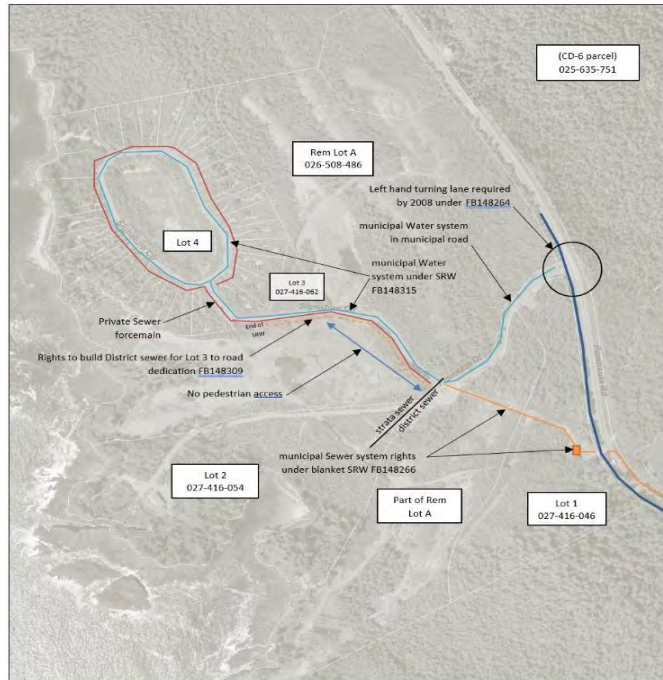 (CD-6 parcel)
025-635-751
Rem Lot A
026-508-486
Left hand turning lane required
by 2008 under FB148264
municipal Water system
in municipal road
Lot 4
municipal Water
system under SRW
FB148315
Lot 3
027-416-062
Private Sewer
forcemain
End of
SRW
Rights to build District sewer for Lot 3 to road
dedication FB148309
No pedestrian access
strata sewer
district sewer
municipal Sewer system rights
under blanket SRW FB148266
Lot 2
027-416-054
Part of Rem
Lot A
Lot 1
027-416-046